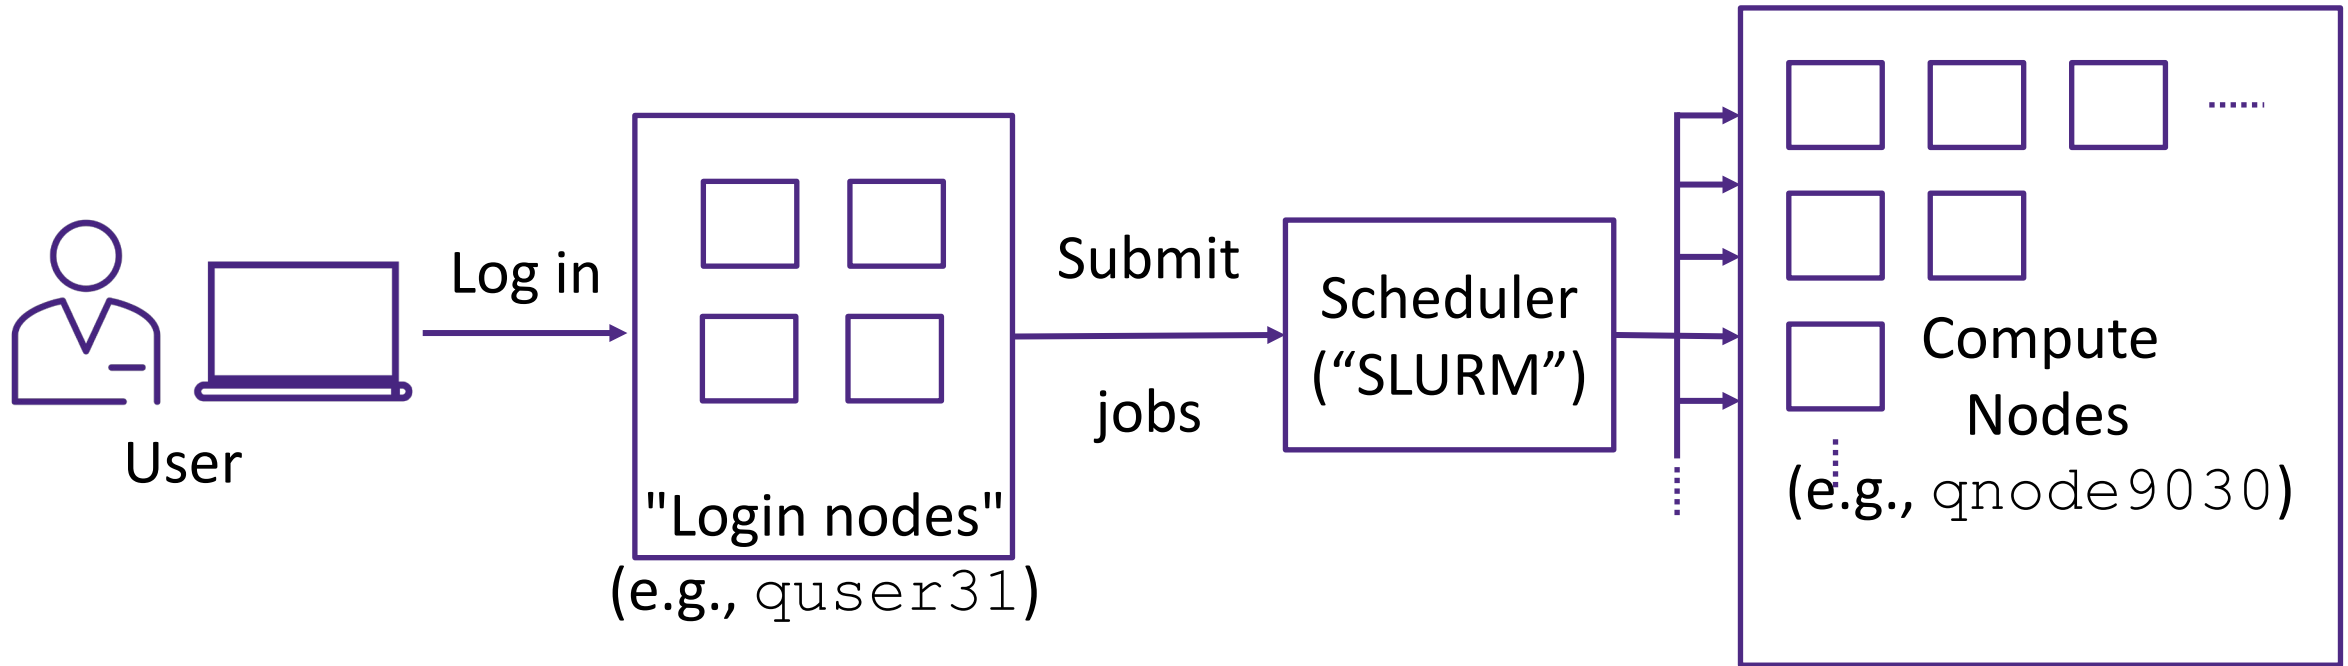 User
Log in
"Login nodes"
(e.g., quser31)
Submit
jobs
Scheduler
(“SLURM”)
Compute
Nodes
(e.g., qnode9030)